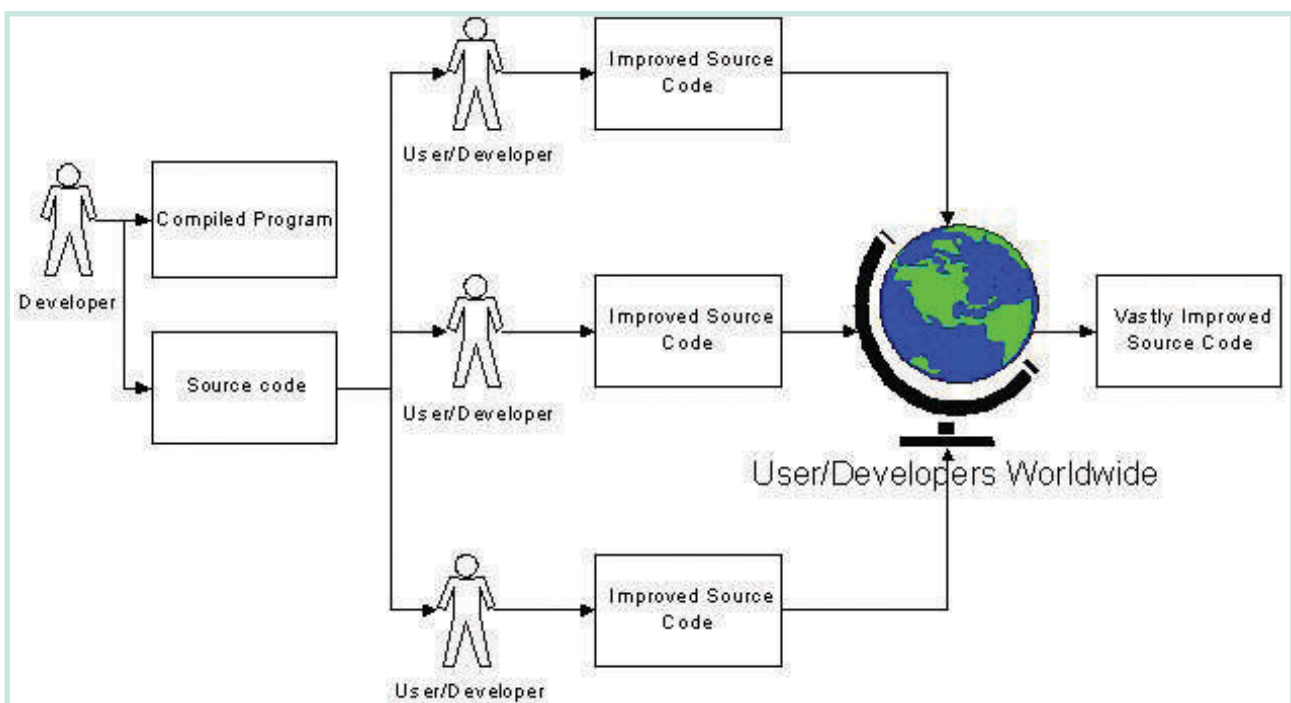 Developer
Compiled Program
Source code
User/Developer
Improved Source
Code
User/Developer
Improved Source
Code
User/Developer
Improved Source
Code
User/Developers Worldwide
Vastly Improved
Source Code